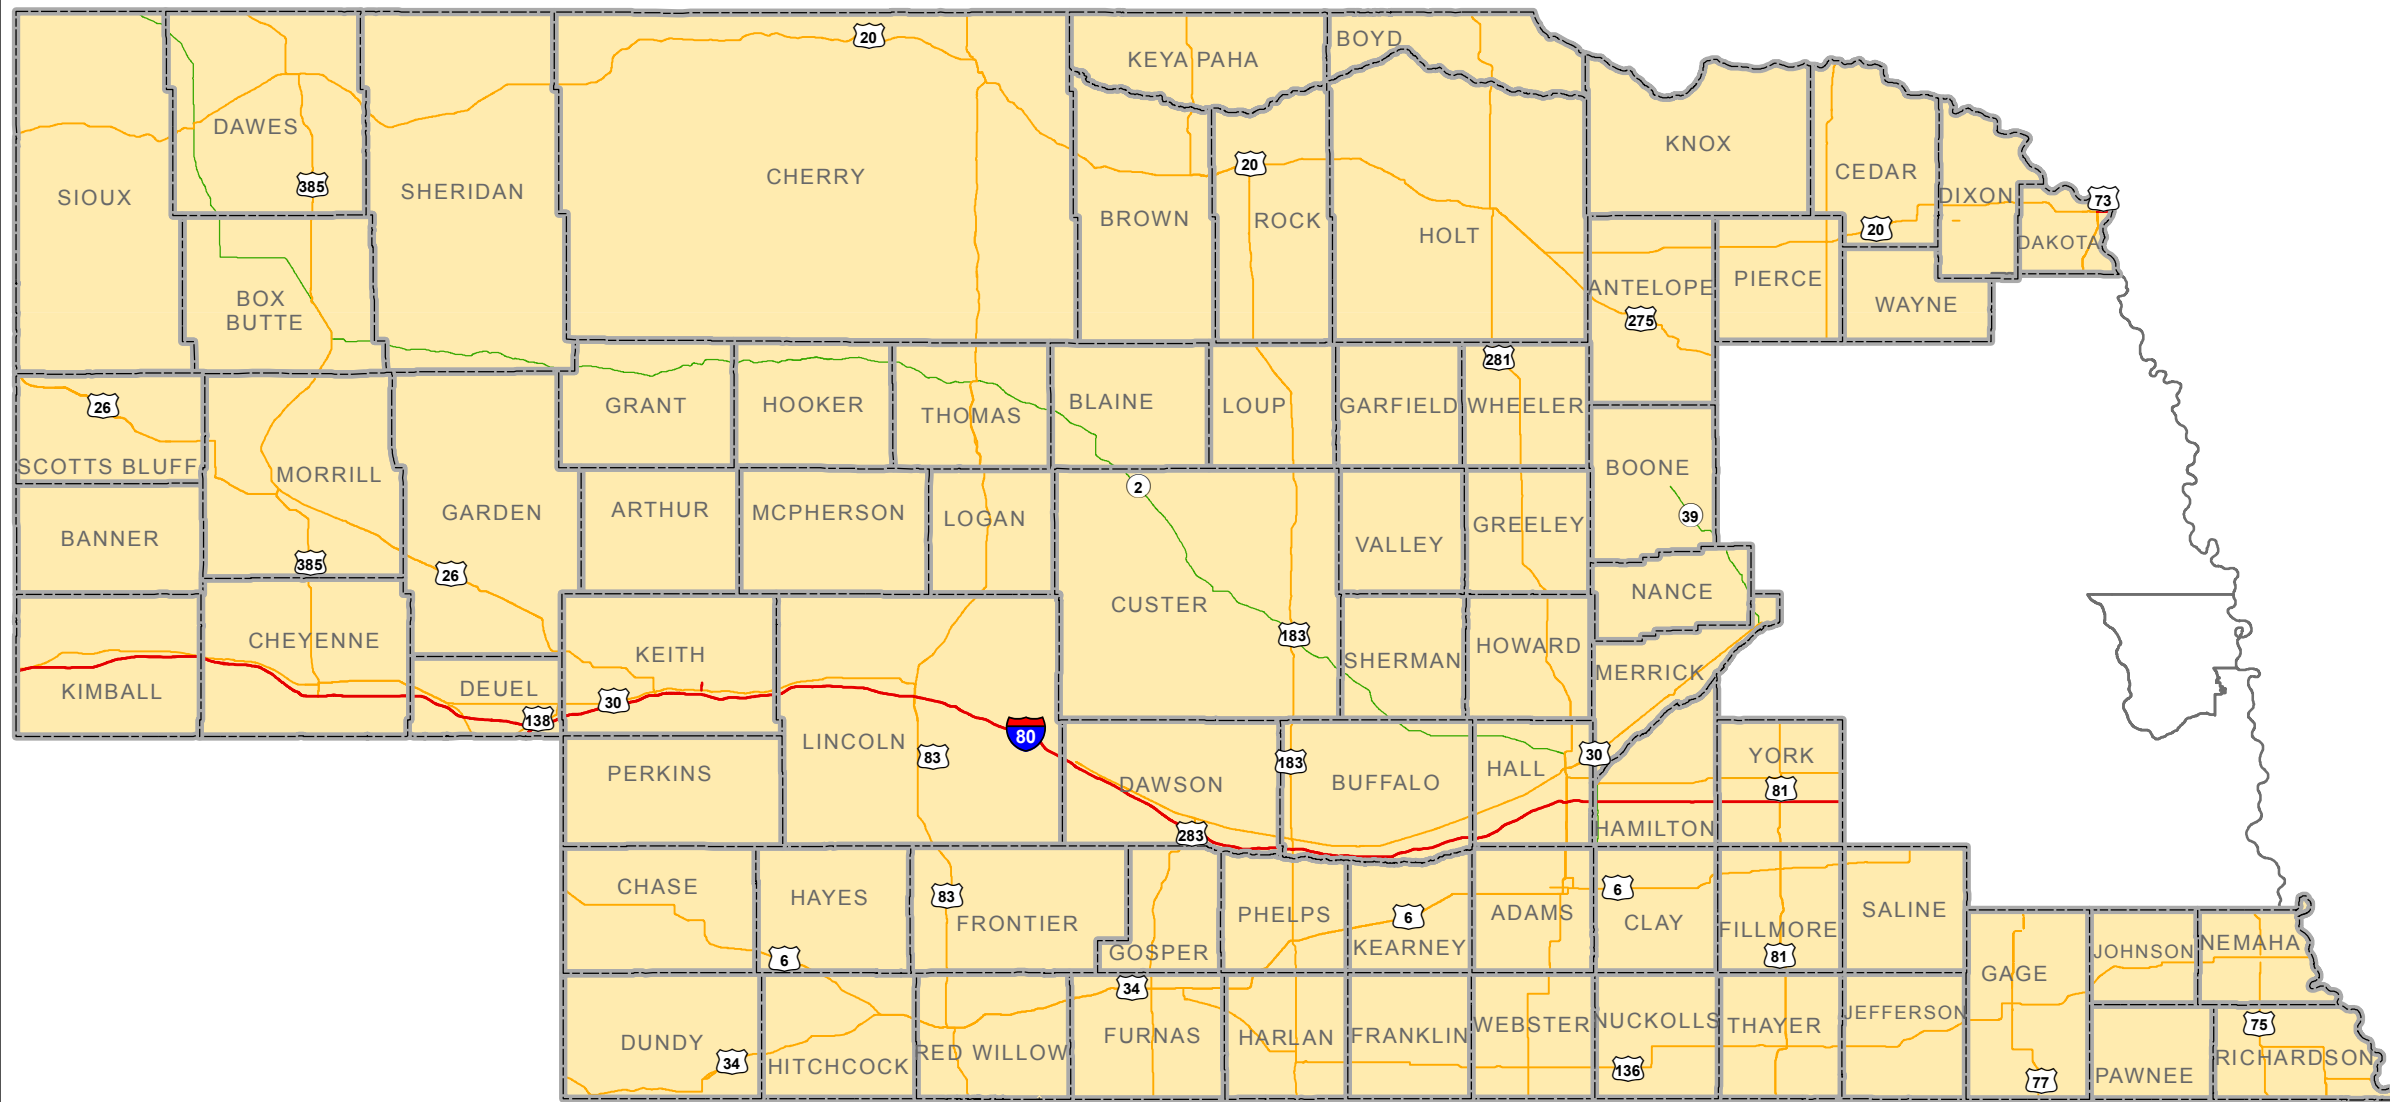 20
BOYD
KEYA PAHA
DAWES
KNOX
20
CEDAR
CHERRY
385
SHERIDAN
SIOUX
DIXON
73
BROWN
ROCK
HOLT
20
DAKOTA
PIERCE
ANTELOPE
BOX
BUTTE
WAYNE
275
281
26
GRANT
HOOKER
THOMAS
BLAINE
LOUP
GARFIELD
WHEELER
SCOTTS BLUFF
MORRILL
BOONE
2
GARDEN
ARTHUR
MCPHERSON
LOGAN
39
GREELEY
BANNER
VALLEY
385
26
NANCE
CUSTER
183
CHEYENNE
KEITH
SHERMAN
HOWARD
MERRICK
KIMBALL
DEUEL
30
138
80
LINCOLN
83
183
30
YORK
PERKINS
DAWSON
BUFFALO
HALL
81
283
HAMILTON
CHASE
HAYES
83
FRONTIER
PHELPS
6
KEARNEY
ADAMS
6
CLAY
FILLMORE
SALINE
GOSPER
6
81
GAGE
JOHNSON
NEMAHA
34
DUNDY
34
HITCHCOCK
RED WILLOW
FURNAS
HARLAN
FRANKLIN
WEBSTER
NUCKOLLS
THAYER
JEFFERSON
136
75
77
PAWNEE
RICHARDSON